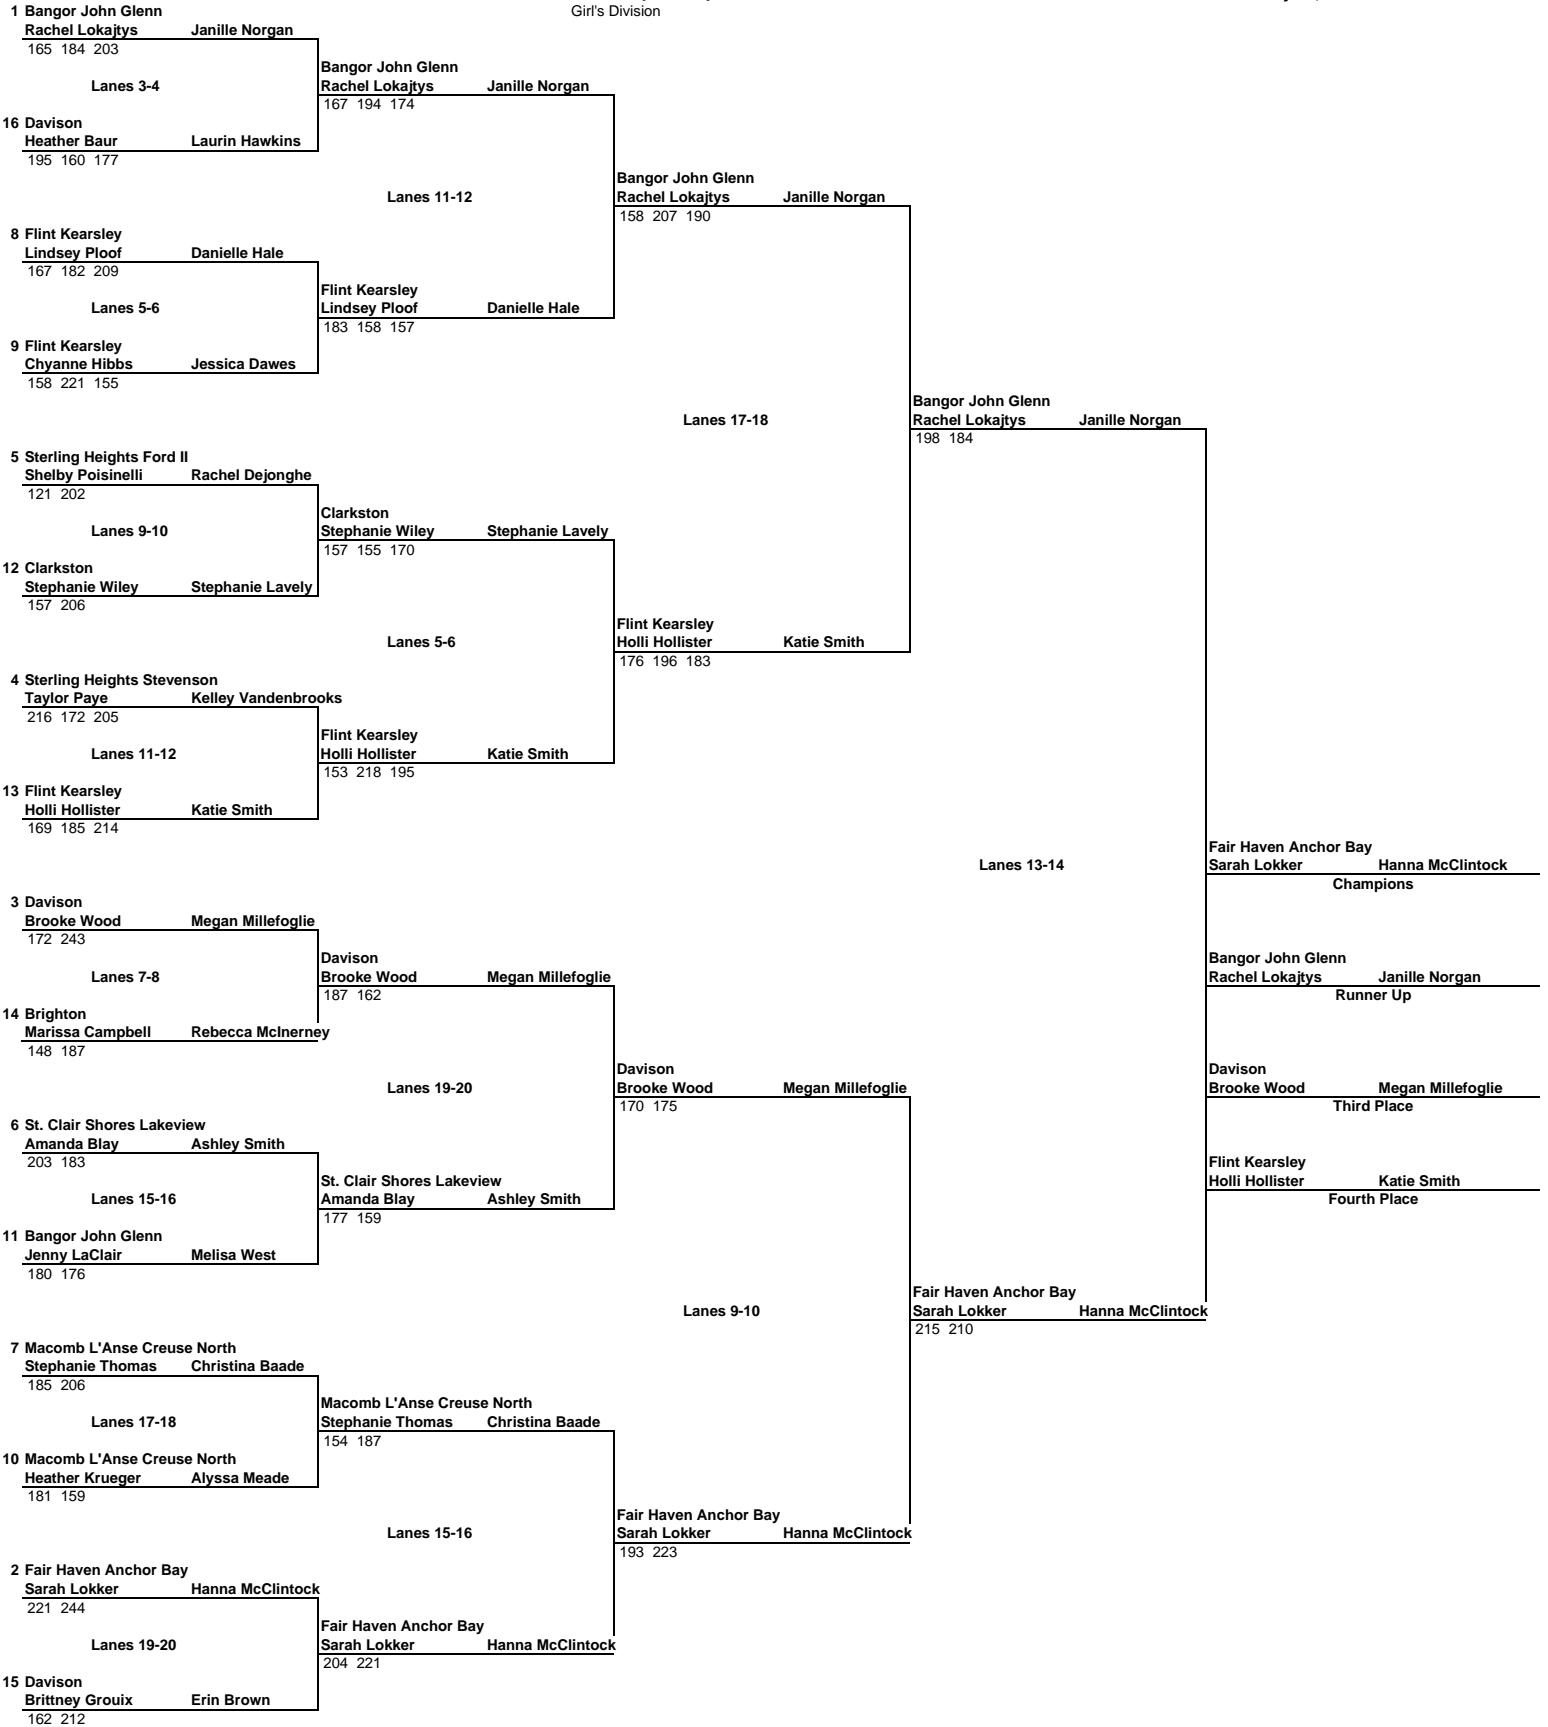 Girl's Division
1 Bangor John Glenn
Rachel Lokajtys Janille Norgan
165 184 203
Lanes 3-4
16 Davison
Heather Baur Laurin Hawkins
195 160 177
8 Flint Kearsley
Lindsey Ploof Danielle Hale
167 182 209
Lanes 5-6
9 Flint Kearsley
Chyanne Hibbs Jessica Dawes
158 221 155
5 Sterling Heights Ford II
Shelby Poisinelli Rachel Dejonghe
121 202
Lanes 9-10
12 Clarkston
Stephanie Wiley Stephanie Lavely
157 206
4 Sterling Heights Stevenson
Taylor Paye Kelley Vandenbrooks
216 172 205
Lanes 11-12
13 Flint Kearsley
Holli Hollister Katie Smith
169 185 214
3 Davison
Brooke Wood Megan Millefoglie
172 243
Lanes 7-8
14 Brighton
Marissa Campbell Rebecca McInerney
148 187
6 St. Clair Shores Lakeview
Amanda Blay Ashley Smith
203 183
Lanes 15-16
11 Bangor John Glenn
Jenny LaClair Melisa West
180 176
7 Macomb L'Anse Creuse North
Stephanie Thomas Christina Baade
185 206
Lanes 17-18
10 Macomb L'Anse Creuse North
Heather Krueger Alyssa Meade
181 159
2 Fair Haven Anchor Bay
Sarah Lokker Hanna McClintock
221 244
Lanes 19-20
15 Davison
Brittney Grouix Erin Brown
162 212
Bangor John Glenn
Rachel Lokajtys Janille Norgan
167 194 174
Lanes 11-12
Flint Kearsley
Lindsey Ploof Danielle Hale
183 158 157
Clarkston
Stephanie Wiley Stephanie Lavely
157 155 170
Lanes 5-6
Flint Kearsley
Holli Hollister Katie Smith
153 218 195
Davison
Brooke Wood Megan Millefoglie
187 162
Lanes 19-20
St. Clair Shores Lakeview
Amanda Blay Ashley Smith
177 159
Macomb L'Anse Creuse North
Stephanie Thomas Christina Baade
154 187
Lanes 15-16
Fair Haven Anchor Bay
Sarah Lokker Hanna McClintock
204 221
Bangor John Glenn
Rachel Lokajtys Janille Norgan
158 207 190
Lanes 17-18
Flint Kearsley
Holli Hollister Katie Smith
176 196 183
Davison
Brooke Wood Megan Millefoglie
170 175
Lanes 9-10
Fair Haven Anchor Bay
Sarah Lokker Hanna McClintock
193 223
Bangor John Glenn
Rachel Lokajtys Janille Norgan
198 184
Lanes 13-14
Fair Haven Anchor Bay
Sarah Lokker Hanna McClintock
215 210
Fair Haven Anchor Bay
Sarah Lokker Hanna McClintock
Champions
Bangor John Glenn
Rachel Lokajtys Janille Norgan
Runner Up
Davison
Brooke Wood Megan Millefoglie
Third Place
Flint Kearsley
Holli Hollister Katie Smith
Fourth Place